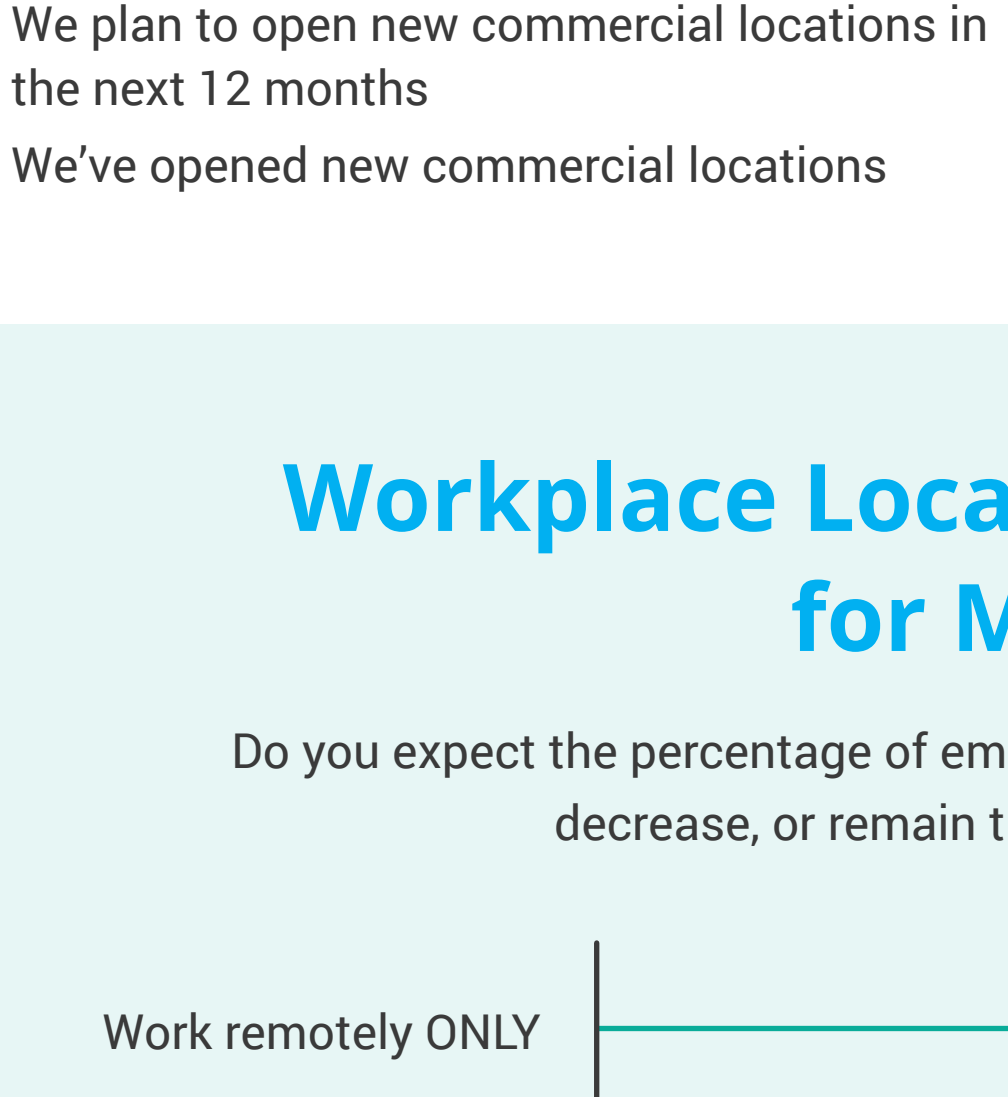 We plan to open new commercial locations in
the next 12 months
We’ve opened new commercial locations
Workplace Loca
for M
Do you expect the percentage of em
decrease, or remain t
Work remotely ONLY